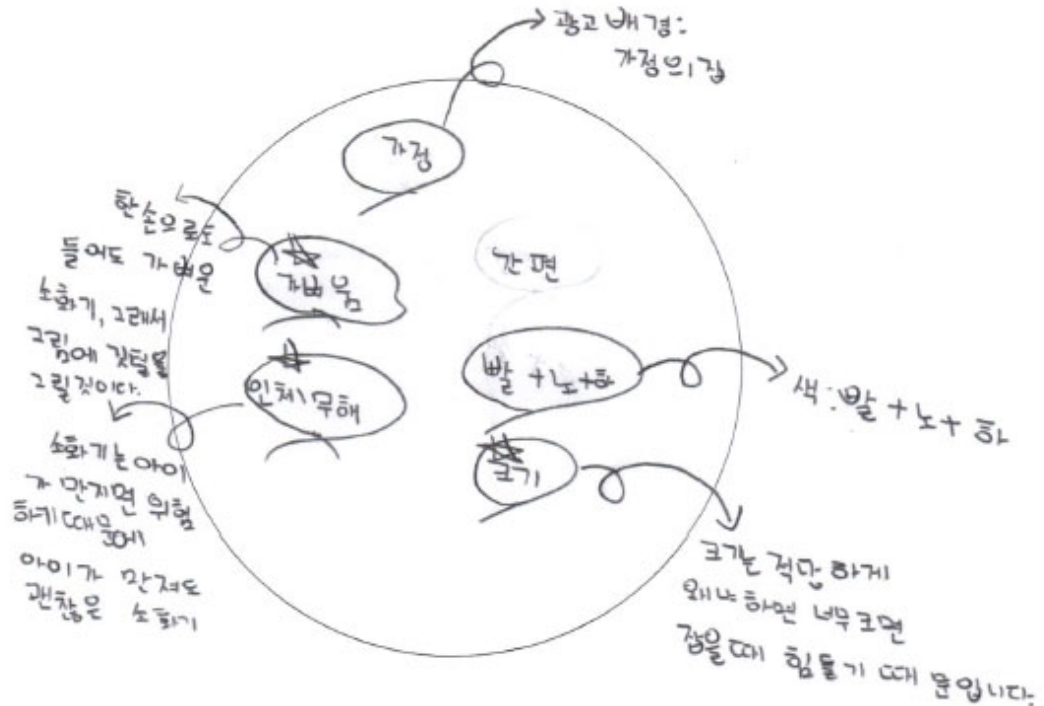 광고 배경:
가정의 집
가정
한 손으로도
들어도 가벼운
소화기, 그래서
그림에 깃털을
그릴것이다.
가벼움
간편
인체무해
빨 + 노 + 하
색: 빨 + 노 + 하
소화기는 아이
가 만지면 위험
하기 때문에
아이가 만져도
괜찮은 소화기
크기
크기는 적당하게
왜냐하면 너무 크면
잡을때 힘들기 때문입니다.